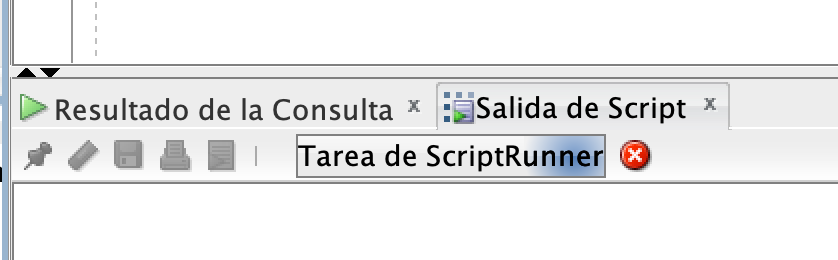 Resultado de la Consulta x Salida de Script x
Tarea de ScriptRunner